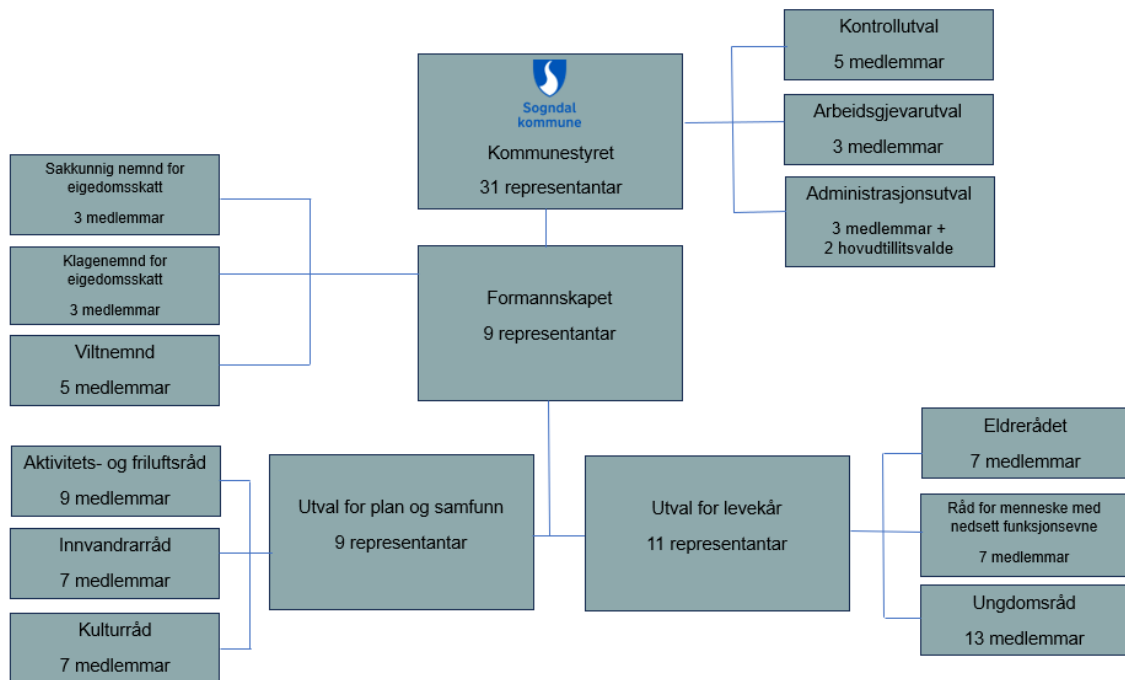 Sogndal
kommune
Kommunestyret
31 representantar
Kontrollutval
5 medlemmar
Arbeidsgjevarutval
3 medlemmar
Administrasjonsutval
3 medlemmar +
2 hovudtillitsvalde
Sakkunnig nemnd for
eigedomsskatt
3 medlemmar
Klagenemnd for
eigedomsskatt
3 medlemmar
Viltnemnd
5 medlemmar
Formannskapet
9 representantar
Aktivitets- og friluftsråd
9 medlemmar
Innvandrarråd
7 medlemmar
Kulturråd
7 medlemmar
Utval for plan og samfunn
9 representantar
Utval for levekår
11 representantar
Eldrerådet
7 medlemmar
Råd for menneske med
nedsett funksjonsevne
7 medlemmar
Ungdomsråd
13 medlemmar